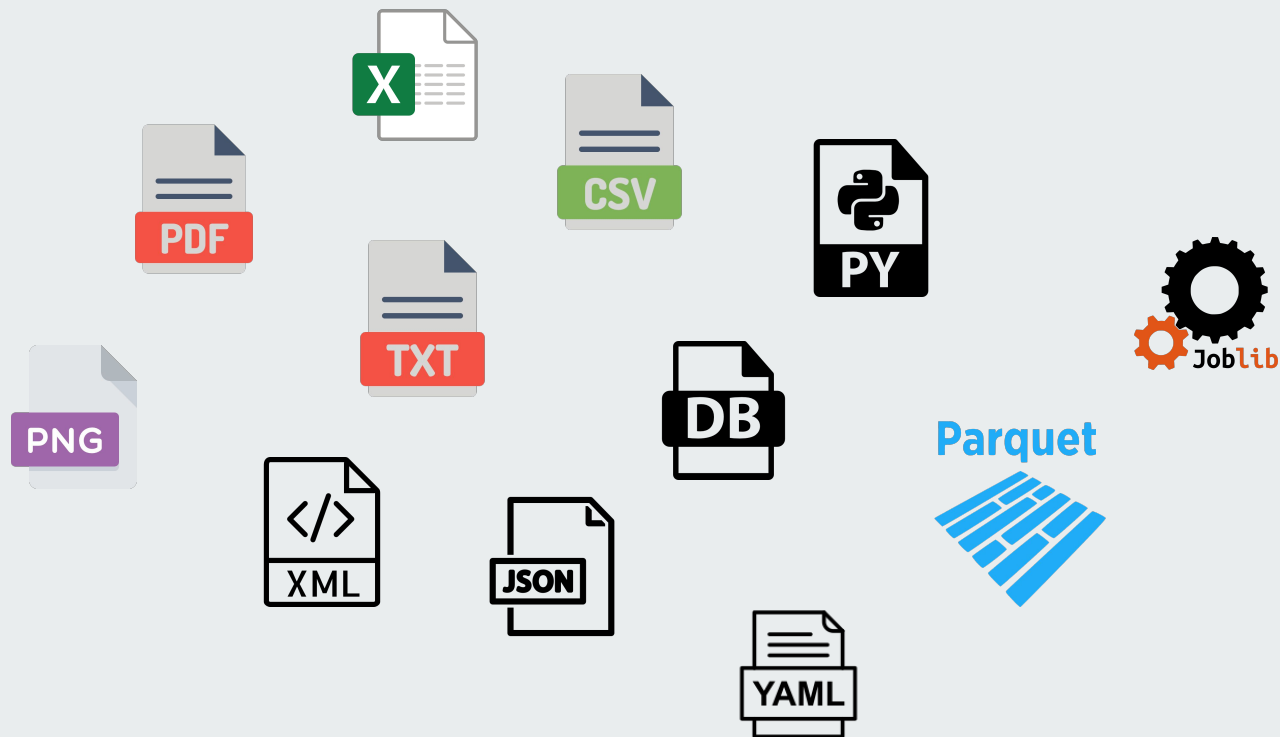 X
CSV
PDF
PY
TXT
Joblib
DB
PNG
Parquet
</>
XML
JSON
YAML